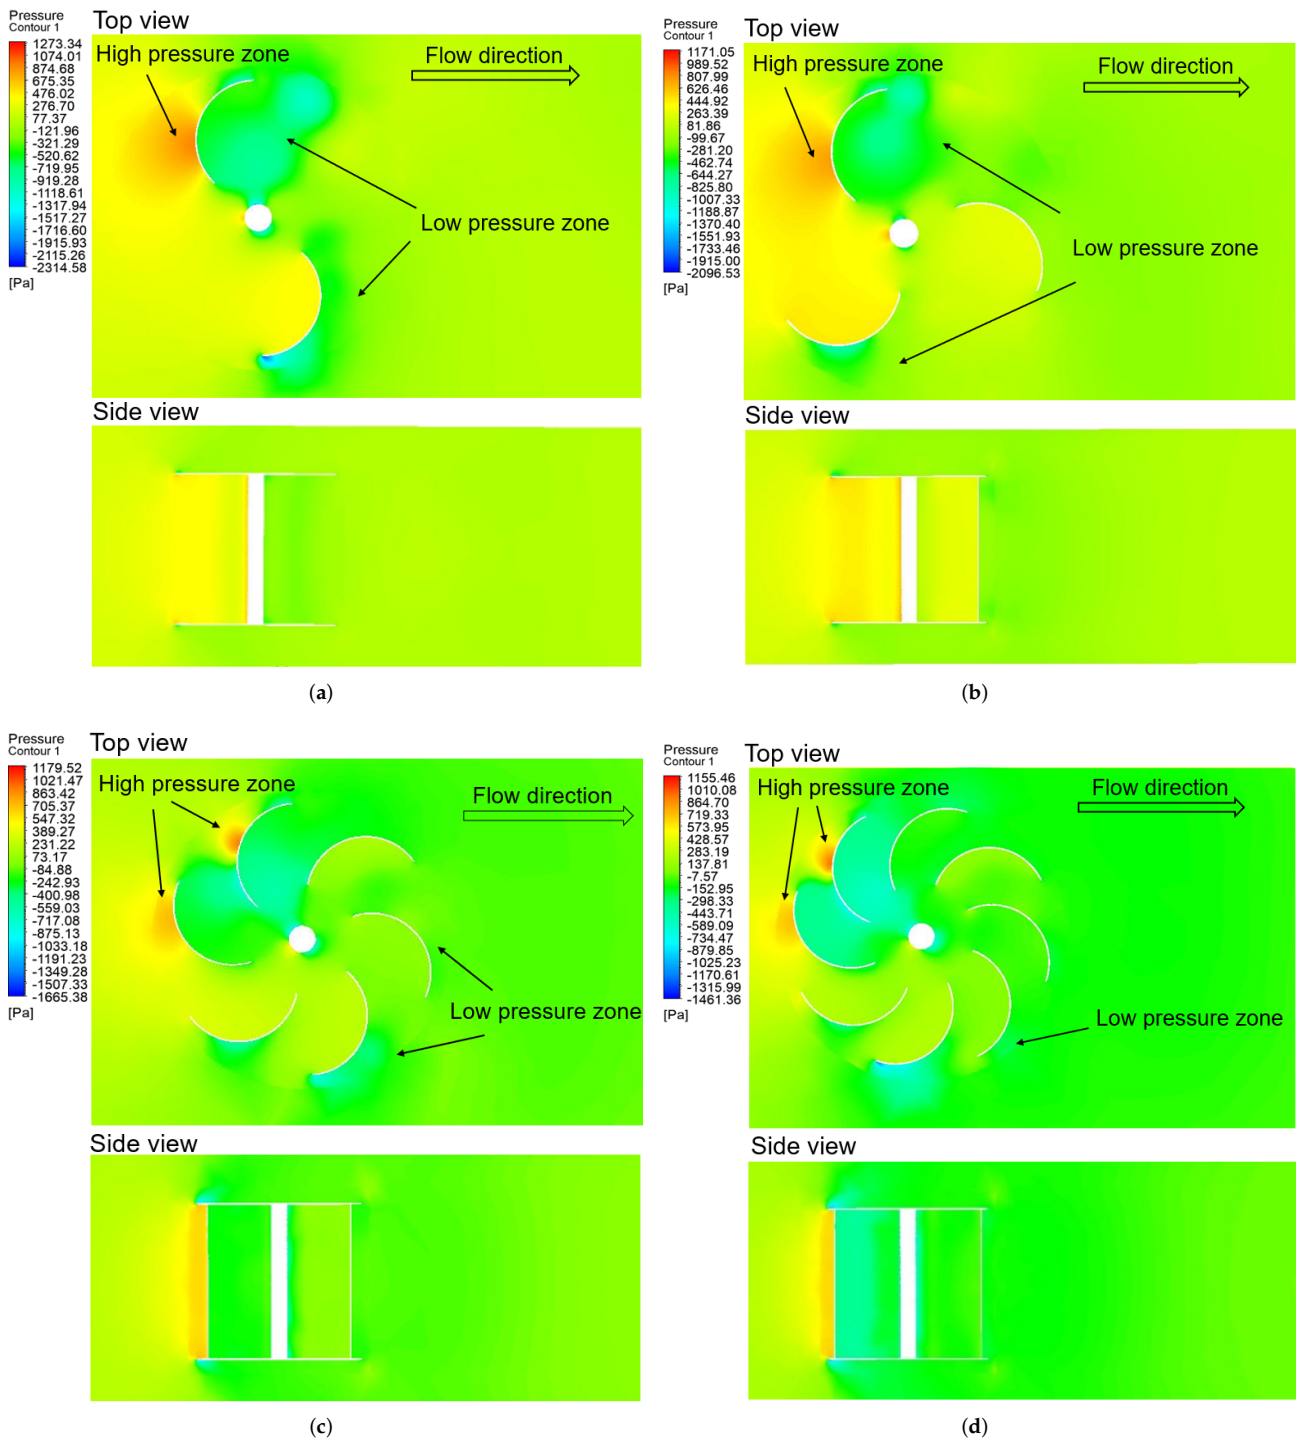 Pressure
Contour 1
1273.34
1074.01
874.68
675.35
476.02
276.70
77.37
-121.96
-321.29
-520.62
-719.95
-919.28
-1118.61
-1317.94
-1517.27
-1716.60
-1915.93
-2115.26
-2314.58
[Pa]
Top view
High pressure zone
Flow direction
Low pressure zone
Side view
(a)
Pressure
Contour 1
1171.05
989.52
807.99
626.46
444.92
263.39
81.86
-99.67
-281.20
-462.74
-644.27
-825.80
-1007.33
-1188.87
-1370.40
-1551.93
-1733.46
-1915.00
-2096.53
[Pa]
Top view
High pressure zone
Flow direction
Low pressure zone
Side view
(b)
Pressure
Contour 1
1179.52
1021.47
863.42
705.37
547.32
389.27
231.22
73.17
-84.88
-242.93
-400.98
-559.03
-717.08
-875.13
-1033.18
-1191.23
-1349.28
-1507.33
-1665.38
[Pa]
Top view
High pressure zone
Flow direction
Low pressure zone
Side view
(c)
Pressure
Contour 1
1155.46
1010.08
864.70
719.33
573.95
428.57
283.19
137.81
-7.57
-152.95
-298.33
-443.71
-589.09
-734.47
-879.85
-1025.23
-1170.61
-1315.99
-1461.36
[Pa]
Top view
High pressure zone
Flow direction
Low pressure zone
Side view
(d)